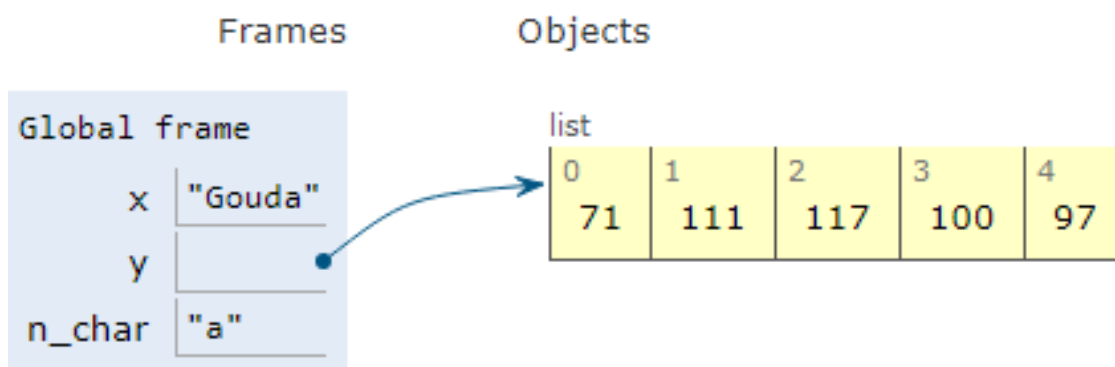 Frames Objects
Global frame
list
x "Gouda"
0 1 2 3 4
71 111 117 100 97
y
n_char "a"